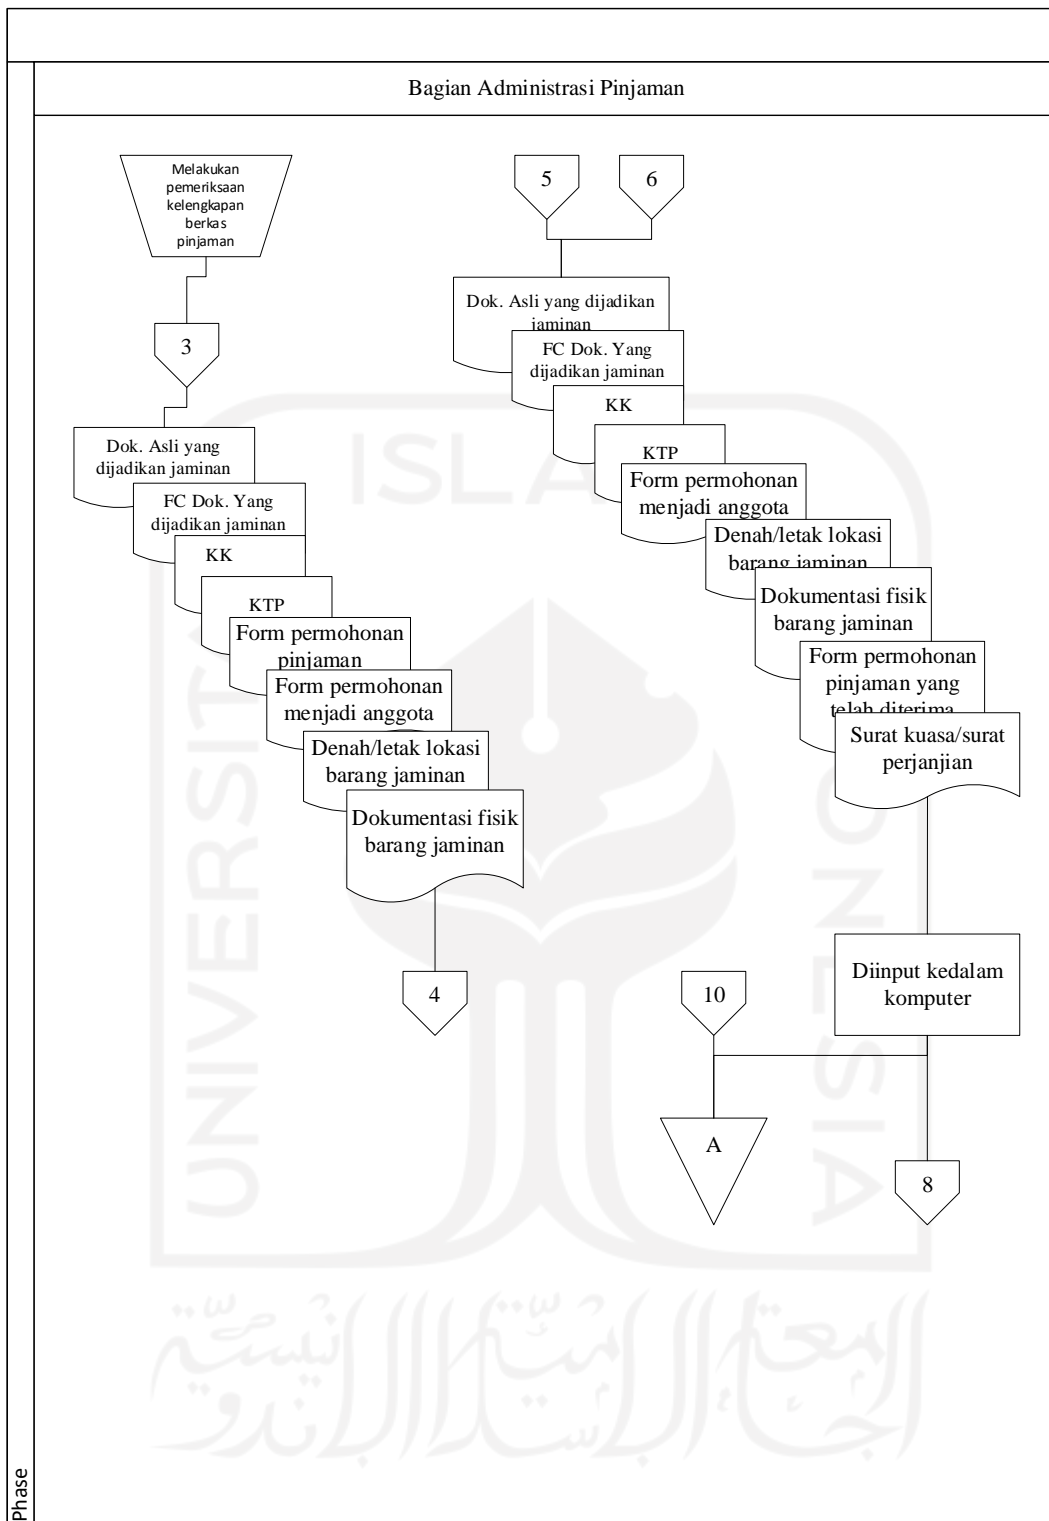 Bagian Administrasi Pinjaman
Melakukan
pemeriksaan
kelengkapan
berkas
pinjaman
3
Dok. Asli yang
dijadikan jaminan
FC Dok. Yang
dijadikan jaminan
KK
KTP
Form permohonan
pinjaman
Form permohonan
menjadi anggota
Denah/letak lokasi
barang jaminan
Dokumentasi fisik
barang jaminan
4
5
6
Dok. Asli yang dijadikan
jaminan
FC Dok. Yang
dijadikan jaminan
KK
KTP
Form permohonan
menjadi anggota
Denah/letak lokasi
barang jaminan
Dokumentasi fisik
barang jaminan
Form permohonan
pinjaman yang
telah diterima
Surat kuasa/surat
perjanjian
Diinput kedalam
komputer
10
A
8
Phase